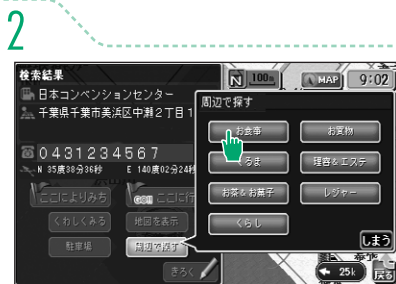 2
検索結果
N 100m MAP 9:02
日本コンベンションセンター
千葉県千葉市美浜区中瀬2丁目1
0431234567
N 35度38分36秒 E 140度02分24秒
ここによりみち GO!! ここに行
くわしくみる 地図を表示
駐車場 周辺で探す
きろく
周辺で探す
お食事 お買物
くるま 理容&エステ
お茶&お菓子 レジャー
くらし
しまう
25k 戻る